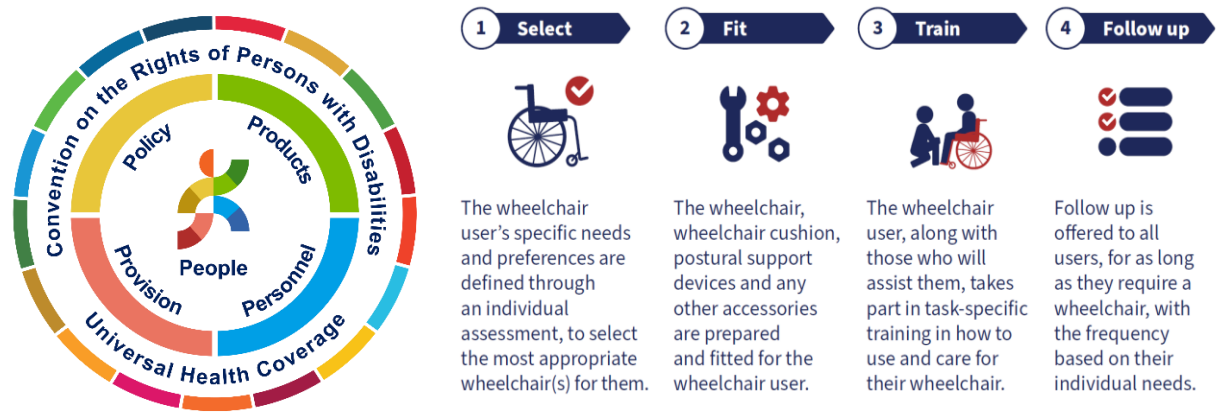 Convention on the Rights of Persons with Disabilities
Policy
Products
People
Provision
Personnel
Universal Health Coverage
1 Select
The wheelchair
user’s specific needs
and preferences are
defined through
an individual
assessment, to select
the most appropriate
wheelchair(s) for them.
2 Fit
The wheelchair,
wheelchair cushion,
postural support
devices and any
other accessories
are prepared
and fitted for the
wheelchair user.
3 Train
The wheelchair
user, along with
those who will
assist them, takes
part in task-specific
training in how to
use and care for
their wheelchair.
4 Follow up
Follow up is
offered to all
users, for as long
as they require a
wheelchair, with
the frequency
based on their
individual needs.